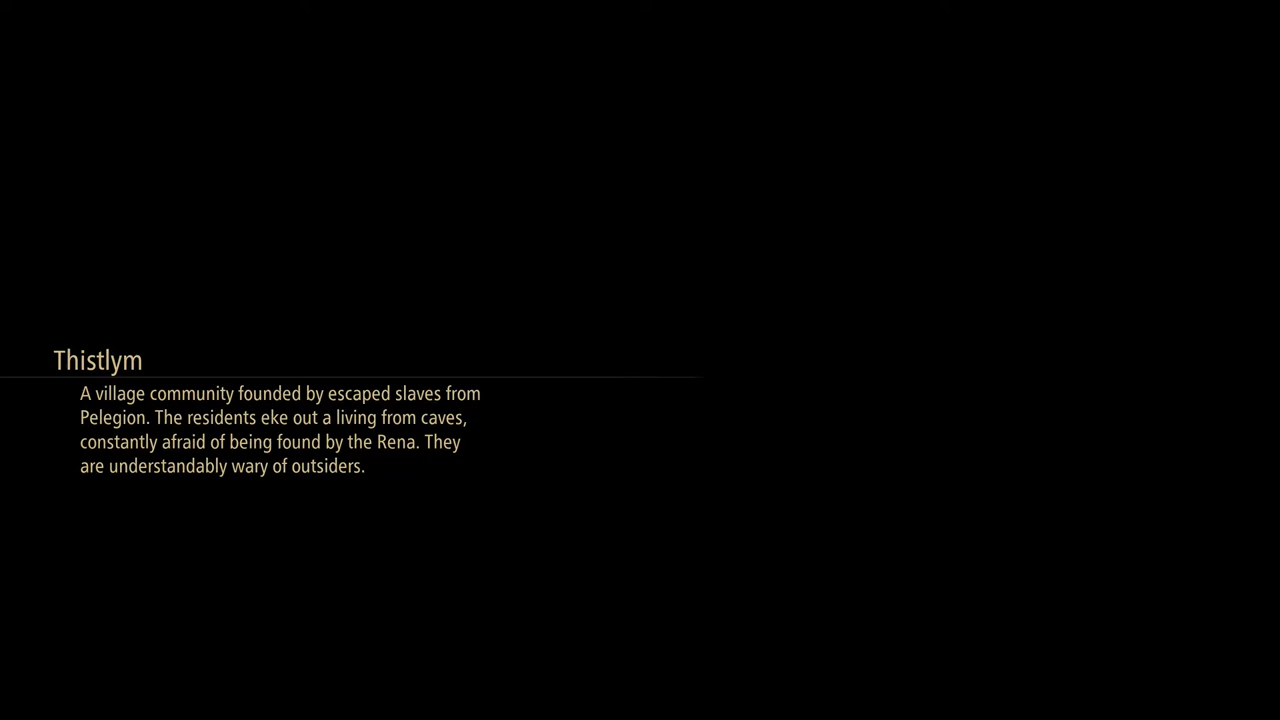 Thistlym
A village community founded by escaped slaves from
Pelegion. The residents eke out a living from caves,
constantly afraid of being found by the Rena. They
are understandably wary of outsiders.